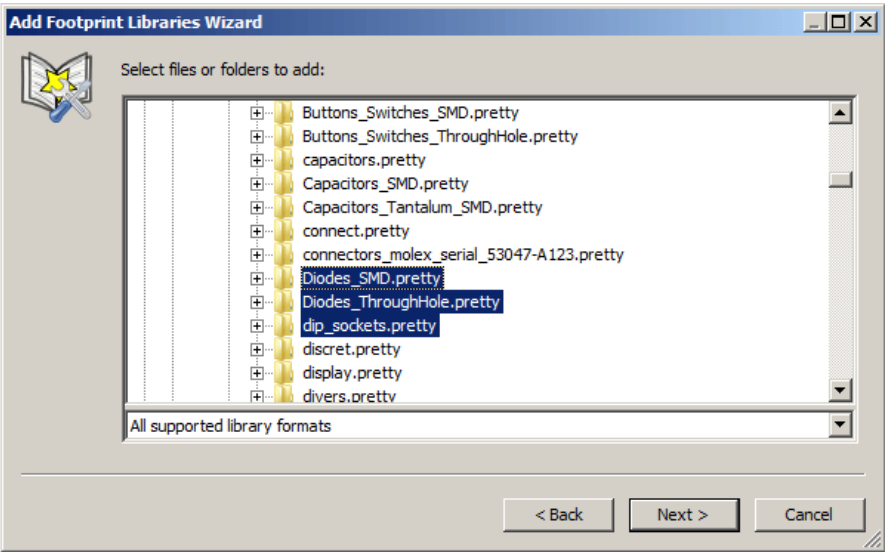 Add Footprint Libraries Wizard
Select files or folders to add:
Buttons_Switches_SMD.pretty
Buttons_Switches_ThroughHole.pretty
capacitors.pretty
Capacitors_SMD.pretty
Capacitors_Tantalum_SMD.pretty
connect.pretty
connectors_molex_serial_53047-A123.pretty
Diodes_SMD.pretty
Diodes_ThroughHole.pretty
dip_sockets.pretty
discret.pretty
display.pretty
divers.pretty
All supported library formats
< Back Next > Cancel